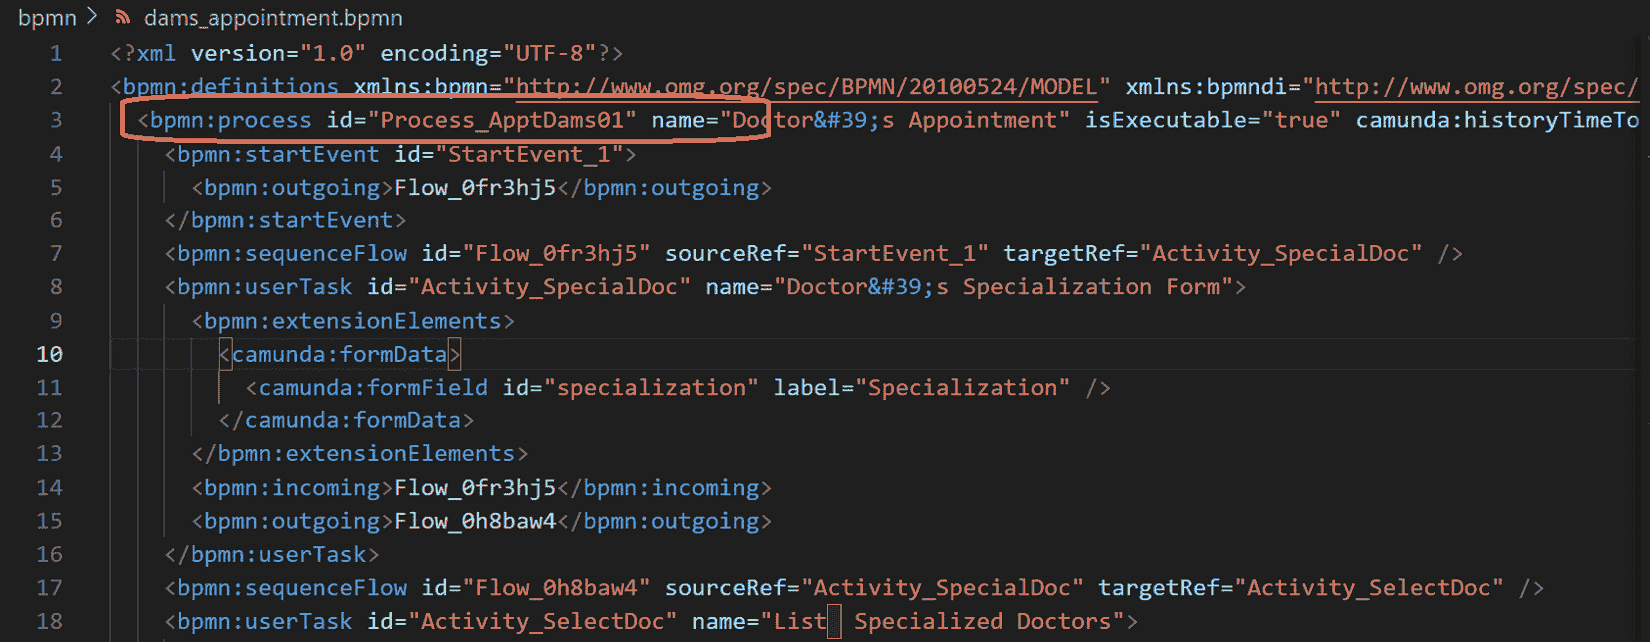 bpmn > dams_appointment.bpmn
1 <?xml version="1.0" encoding="UTF-8"?>
2 <bpmn:definitions xmlns:bpmn="http://www.omg.org/spec/BPMN/20100524/MODEL" xmlns:bpmndi="http://www.omg.org/spec/
3 <bpmn:process id="Process_ApptDams01" name="Doctor&#39;s Appointment" isExecutable="true" camunda:historyTimeTo
4 <bpmn:startEvent id="StartEvent_1">
5 <bpmn:outgoing>Flow_0fr3hj5</bpmn:outgoing>
6 </bpmn:startEvent>
7 <bpmn:sequenceFlow id="Flow_0fr3hj5" sourceRef="StartEvent_1" targetRef="Activity_SpecialDoc" />
8 <bpmn:userTask id="Activity_SpecialDoc" name="Doctor&#39;s Specialization Form">
9 <bpmn:extensionElements>
10 <camunda:formData>
11 <camunda:formField id="specialization" label="Specialization" />
12 </camunda:formData>
13 </bpmn:extensionElements>
14 <bpmn:incoming>Flow_0fr3hj5</bpmn:incoming>
15 <bpmn:outgoing>Flow_0h8baw4</bpmn:outgoing>
16 </bpmn:userTask>
17 <bpmn:sequenceFlow id="Flow_0h8baw4" sourceRef="Activity_SpecialDoc" targetRef="Activity_SelectDoc" />
18 <bpmn:userTask id="Activity_SelectDoc" name="List  Specialized Doctors">